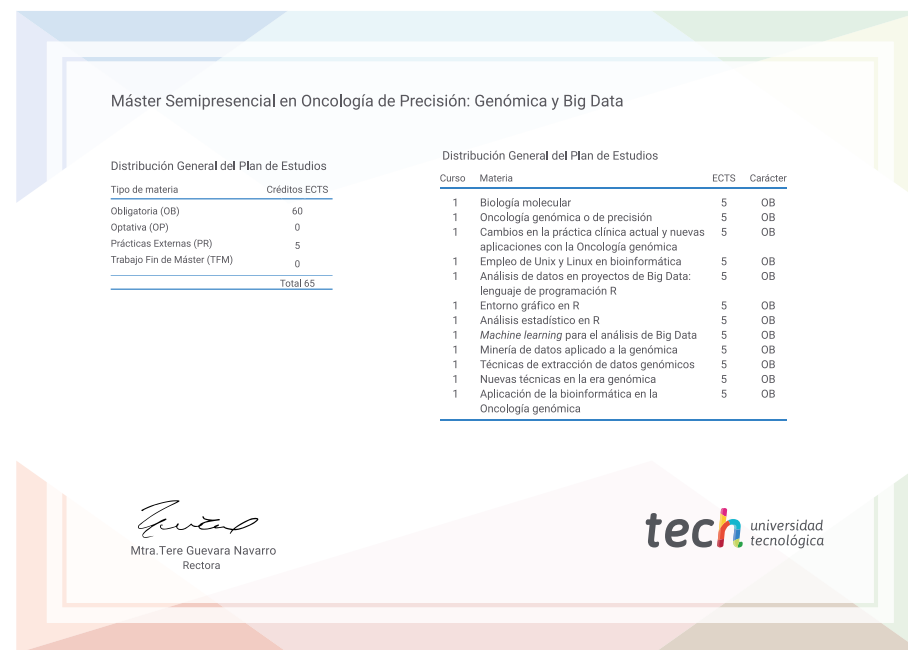 Máster Semipresencial en Oncología de Precisión: Genómica y Big Data
Distribución General del Plan de Estudios
Tipo de materia Créditos ECTS
Obligatoria (OB) 60
Optativa (OP) 0
Prácticas Externas (PR) 5
Trabajo Fin de Máster (TFM) 0
Total 65
Distribución General del Plan de Estudios
Curso Materia ECTS Carácter
1 Biología molecular 5 OB
1 Oncología genómica o de precisión 5 OB
1 Cambios en la práctica clínica actual y nuevas 5 OB
aplicaciones con la Oncología genómica
1 Empleo de Unix y Linux en bioinformática 5 OB
1 Análisis de datos en proyectos de Big Data: 5 OB
lenguaje de programación R
1 Entorno gráfico en R 5 OB
1 Análisis estadístico en R 5 OB
1 Machine learning para el análisis de Big Data 5 OB
1 Minería de datos aplicado a la genómica 5 OB
1 Técnicas de extracción de datos genómicos 5 OB
1 Nuevas técnicas en la era genómica 5 OB
1 Aplicación de la bioinformática en la 5 OB
Oncología genómica
Mtra.Tere Guevara Navarro
Rectora
tech universidad
tecnológica